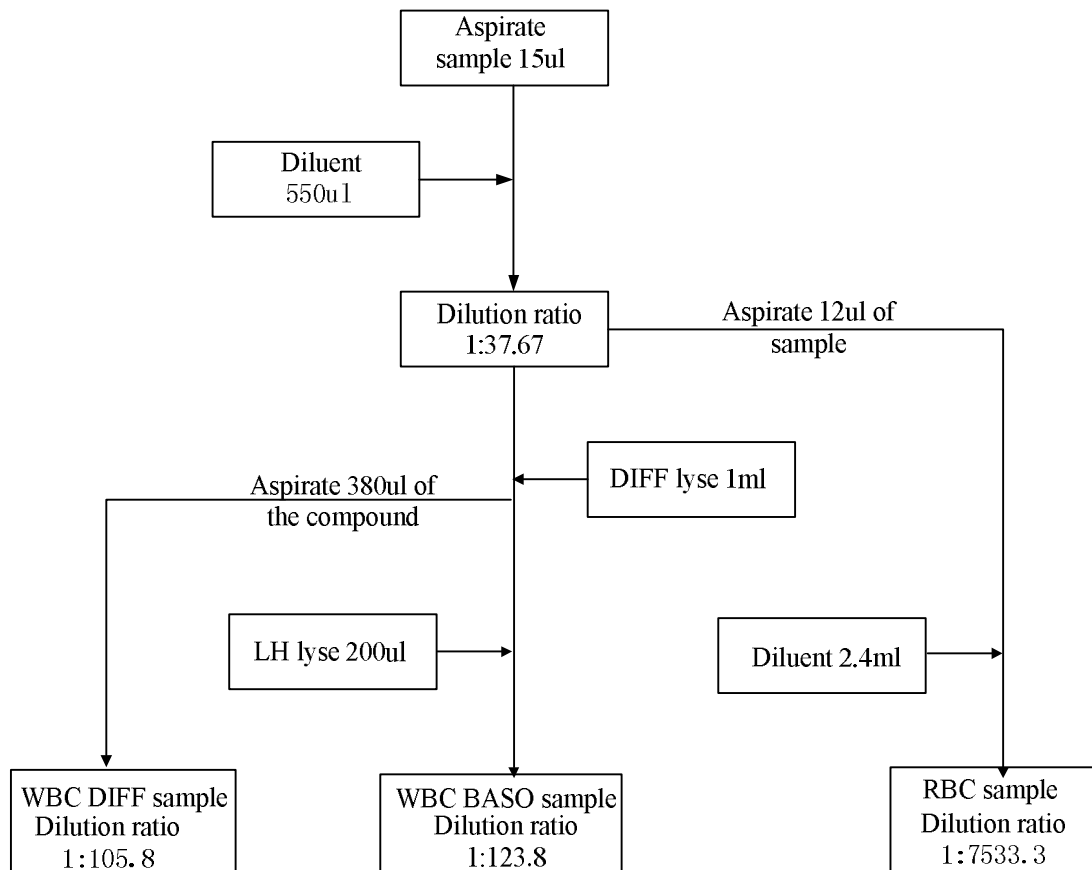 Aspirate
sample 15ul
Diluent
550ul
Dilution ratio
1:37.67
Aspirate 12ul of
sample
DIFF lyse 1ml
Aspirate 380ul of
the compound
LH lyse 200ul
Diluent 2.4ml
WBC DIFF sample
Dilution ratio
1:105.8
WBC BASO sample
Dilution ratio
1:123.8
RBC sample
Dilution ratio
1:7533.3